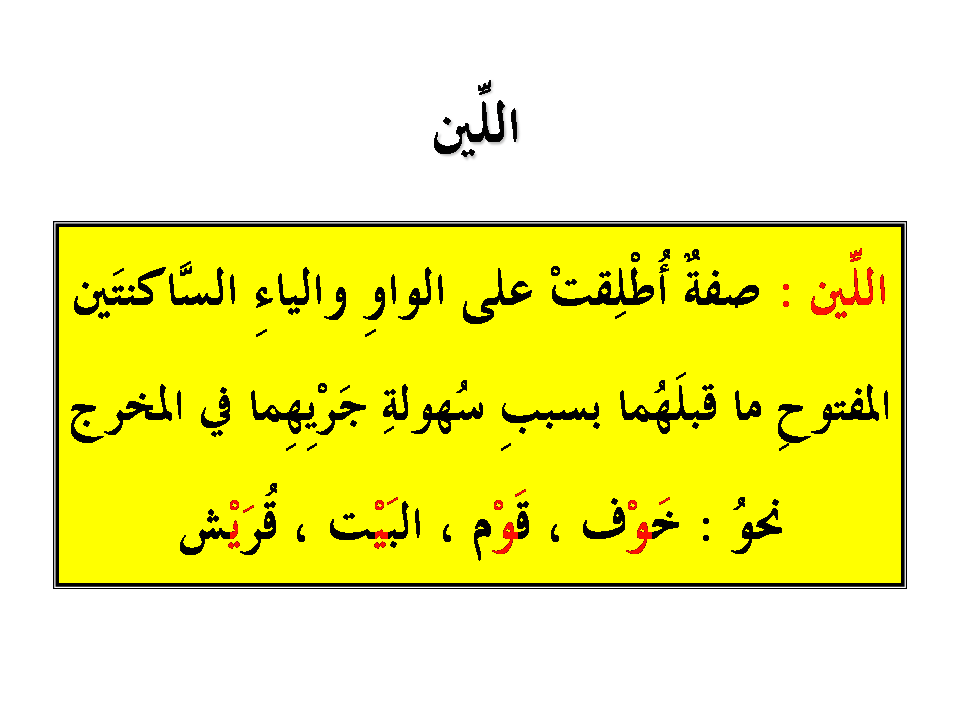 اللِّين
اللِّين : صفةٌ أُطْلِقتْ على الواوِ والياءِ السَّاكنتَين
المفتوحِ ما قبلَهُما بسببِ سُهولةِ جَرْيِهِما في المخرج
نحوُ : خَوْف ، قَوْم ، البَيْت ، قُرَيْش